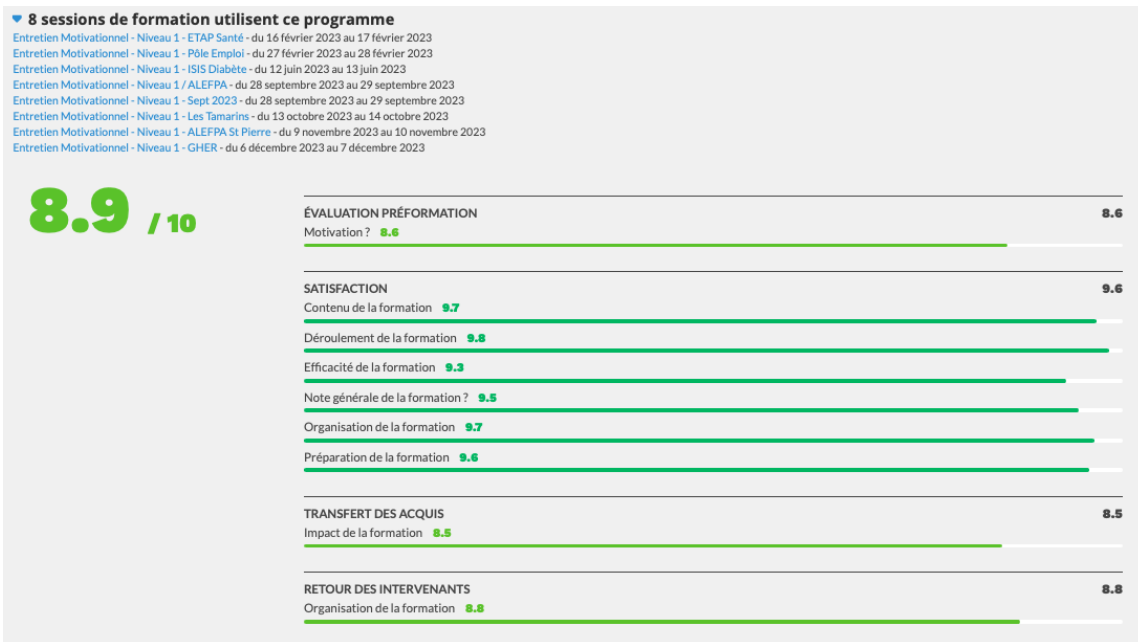 8 sessions de formation utilisent ce programme
Entretien Motivationnel - Niveau 1 - ETAP Santé - du 16 février 2023 au 17 février 2023
Entretien Motivationnel - Niveau 1 - Pôle Emploi - du 27 février 2023 au 28 février 2023
Entretien Motivationnel - Niveau 1 - ISIS Diabète - du 12 juin 2023 au 13 juin 2023
Entretien Motivationnel - Niveau 1 / ALEFPA - du 28 septembre 2023 au 29 septembre 2023
Entretien Motivationnel - Niveau 1 - Sept 2023 - du 28 septembre 2023 au 29 septembre 2023
Entretien Motivationnel - Niveau 1 - Les Tamarins - du 13 octobre 2023 au 14 octobre 2023
Entretien Motivationnel - Niveau 1 - ALEFPA St Pierre - du 9 novembre 2023 au 10 novembre 2023
Entretien Motivationnel - Niveau 1 - GHER - du 6 décembre 2023 au 7 décembre 2023
8.9 / 10
ÉVALUATION PRÉFORMATION 8.6
Motivation ? 8.6
SATISFACTION 9.6
Contenu de la formation 9.7
Déroulement de la formation 9.8
Efficacité de la formation 9.3
Note générale de la formation ? 9.5
Organisation de la formation 9.7
Préparation de la formation 9.6
TRANSFERT DES ACQUIS 8.5
Impact de la formation 8.5
RETOUR DES INTERVENANTS 8.8
Organisation de la formation 8.8